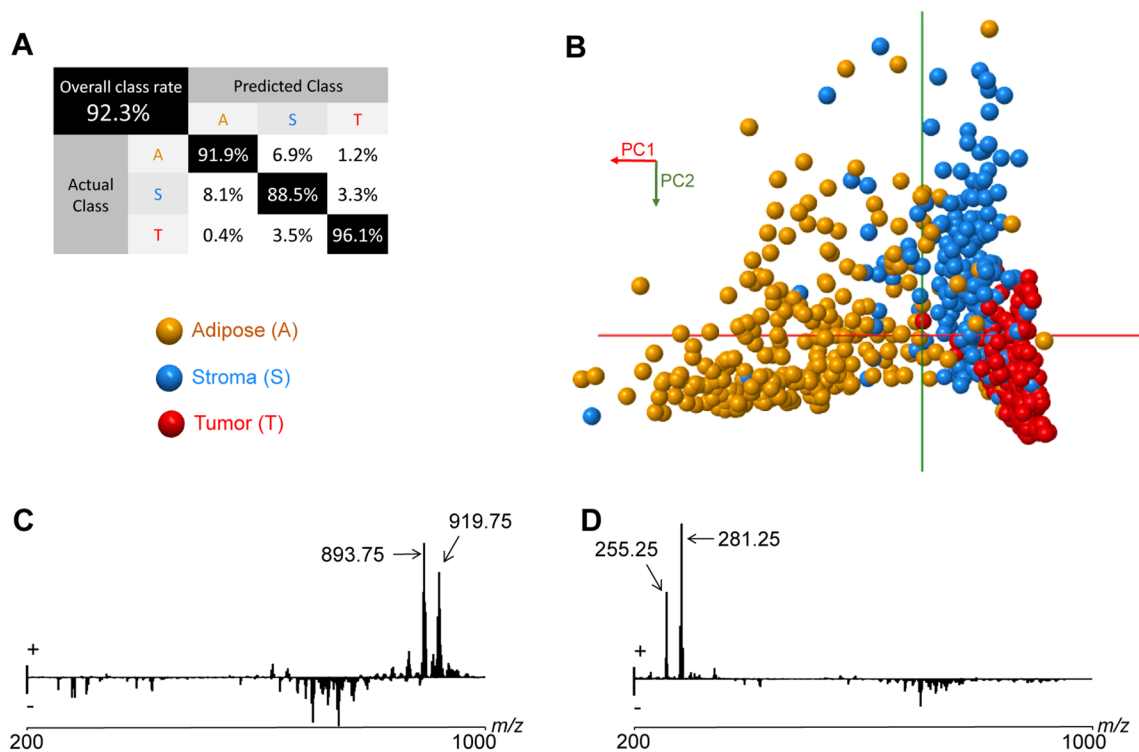 A
Overall class rate
92.3%
Predicted Class
A S T
Actual Class
A 91.9% 6.9% 1.2%
S 8.1% 88.5% 3.3%
T 0.4% 3.5% 96.1%
Adipose (A)
Stroma (S)
Tumor (T)
B
PC1
PC2
C
893.75
919.75
+
-
200
1000
m/z
D
255.25
281.25
+
-
200
1000
m/z